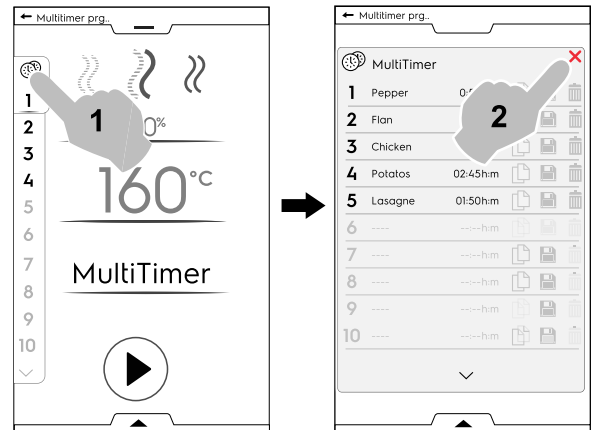 Multitimer prg..
1
2
3
4
5
6
7
8
9
10
1
0%
160°C
MultiTimer
Multitimer prg..
MultiTimer
1 Pepper 0:
2 Flan
3 Chicken
4 Potatos 02:45h:m
5 Lasagne 01:50h:m
6 ---- --:--h:m
7 ---- --:--h:m
8 ---- --:--h:m
9 ---- --:--h:m
10 ---- --:--h:m
2